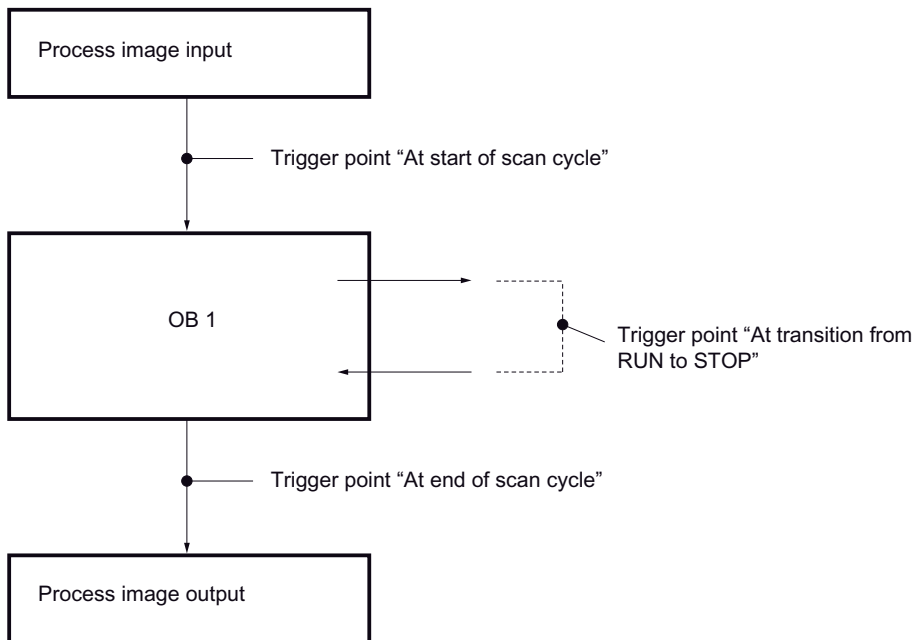 Process image input
Trigger point “At start of scan cycle”
OB 1
Trigger point “At transition from
RUN to STOP”
Trigger point “At end of scan cycle”
Process image output